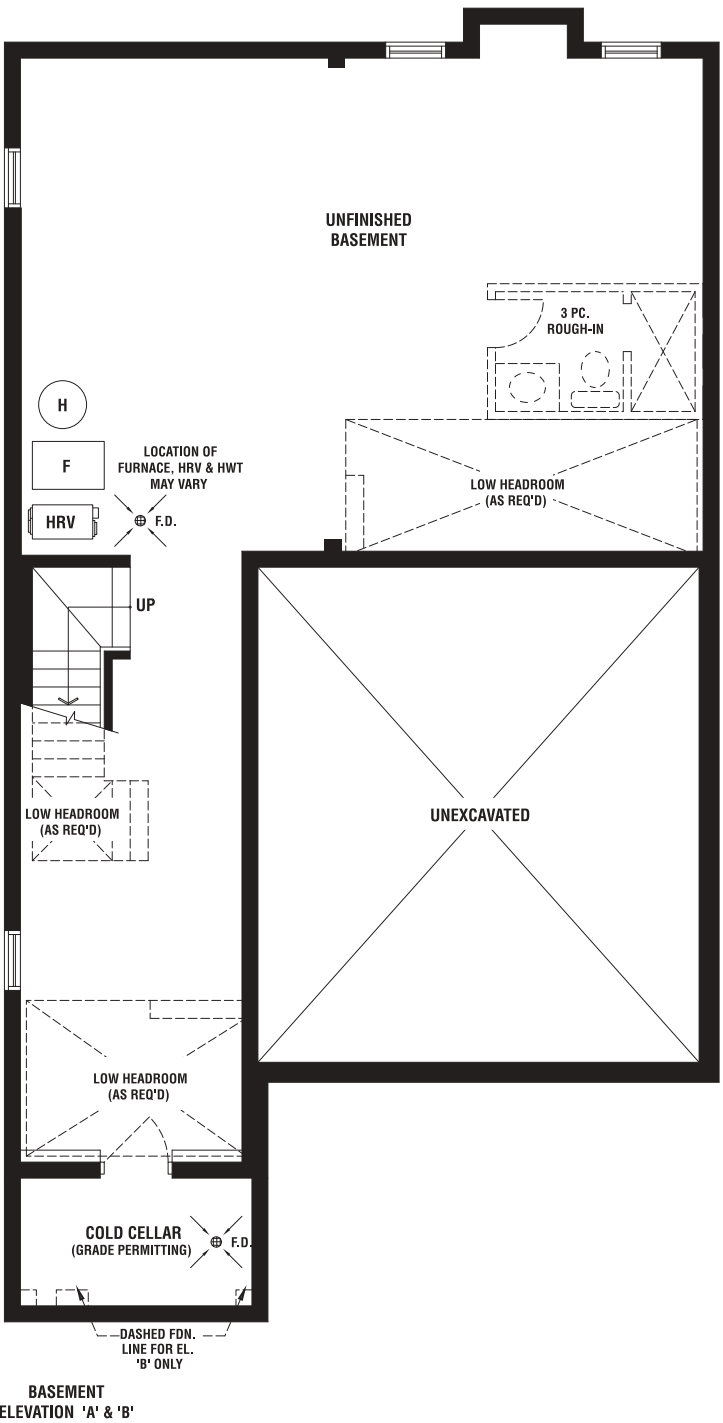 UNFINISHED
BASEMENT
3 PC.
ROUGH-IN
H
F
HRV
LOCATION OF
FURNACE, HRV & HWT
MAY VARY
F.D.
LOW HEADROOM
(AS REQ'D)
UP
UNEXCAVATED
LOW HEADROOM
(AS REQ'D)
LOW HEADROOM
(AS REQ'D)
COLD CELLAR
(GRADE PERMITTING)
F.D.
DASHED FDN.
LINE FOR EL.
'B' ONLY
BASEMENT
ELEVATION 'A' & 'B'